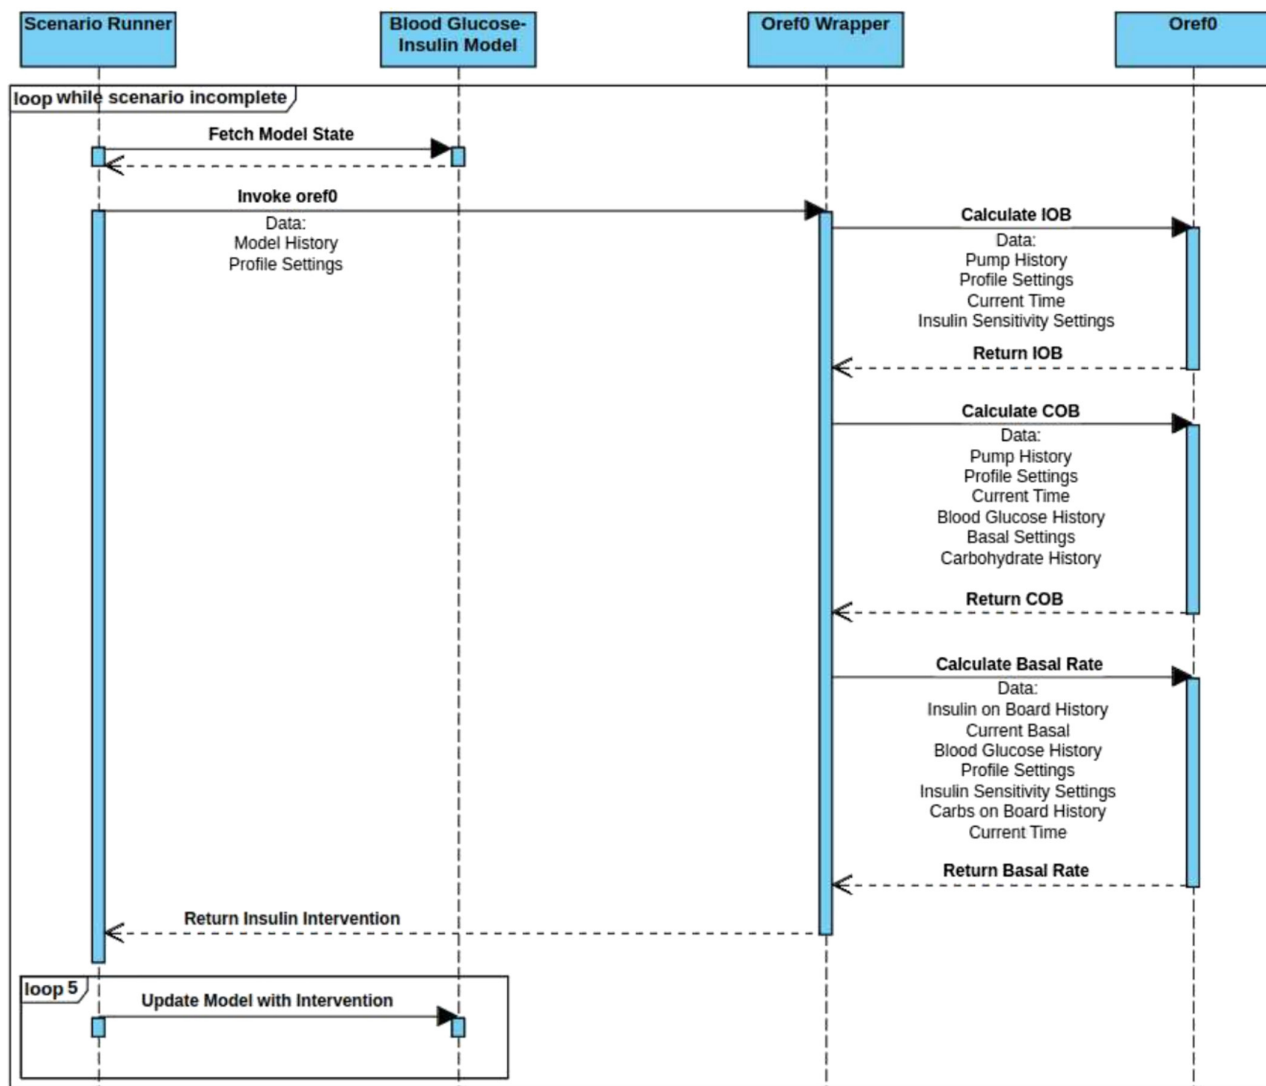 Scenario Runner
Blood Glucose-
Insulin Model
Oref0 Wrapper
Oref0
loop while scenario incomplete
Fetch Model State
Invoke oref0
Data:
Model History
Profile Settings
Calculate IOB
Data:
Pump History
Profile Settings
Current Time
Insulin Sensitivity Settings
Return IOB
Calculate COB
Data:
Pump History
Profile Settings
Current Time
Blood Glucose History
Basal Settings
Carbohydrate History
Return COB
Calculate Basal Rate
Data:
Insulin on Board History
Current Basal
Blood Glucose History
Profile Settings
Insulin Sensitivity Settings
Carbs on Board History
Current Time
Return Basal Rate
Return Insulin Intervention
loop 5
Update Model with Intervention